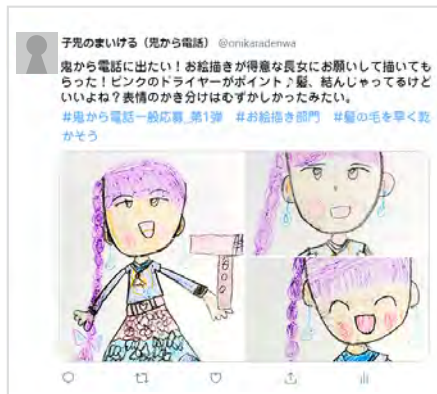 子鬼のまいける（鬼から電話） @onikaradenwa
鬼から電話に出たい！お絵描きが得意な長女にお願いして描いても
らった！ピンクのドライヤーがポイント♪髪、結んじゃってるけど
いいよね？表情のかき分けはむずかしかったみたい。
#鬼から電話一般応募_第1弾 #お絵描き部門 #髪の毛を早く乾
かそう